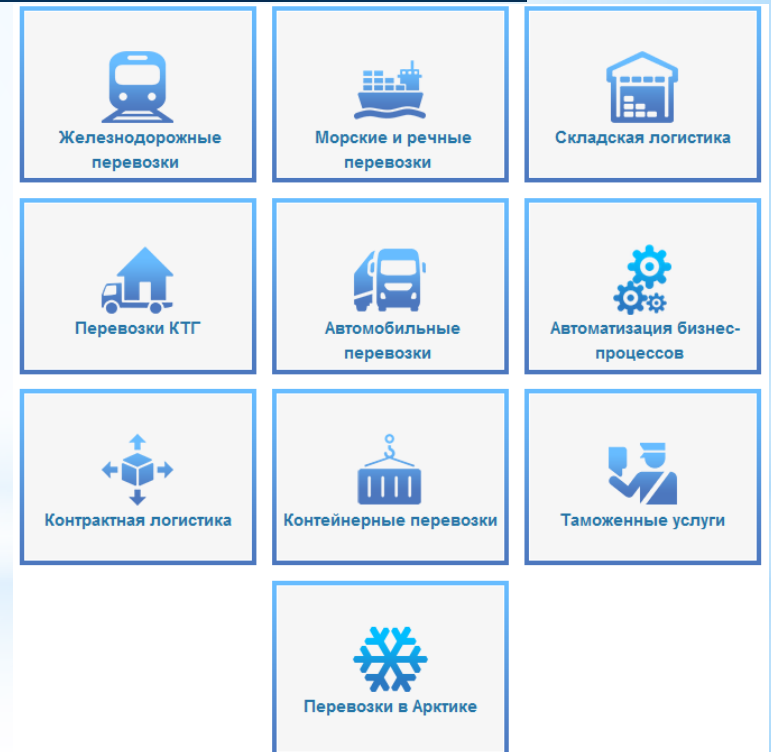 Железнодорожные
перевозки
Морские и речные
перевозки
Складская логистика
Перевозки КТГ
Автомобильные
перевозки
Автоматизация бизнес-
процессов
Контрактная логистика
Контейнерные перевозки
Таможенные услуги
Перевозки в Арктике